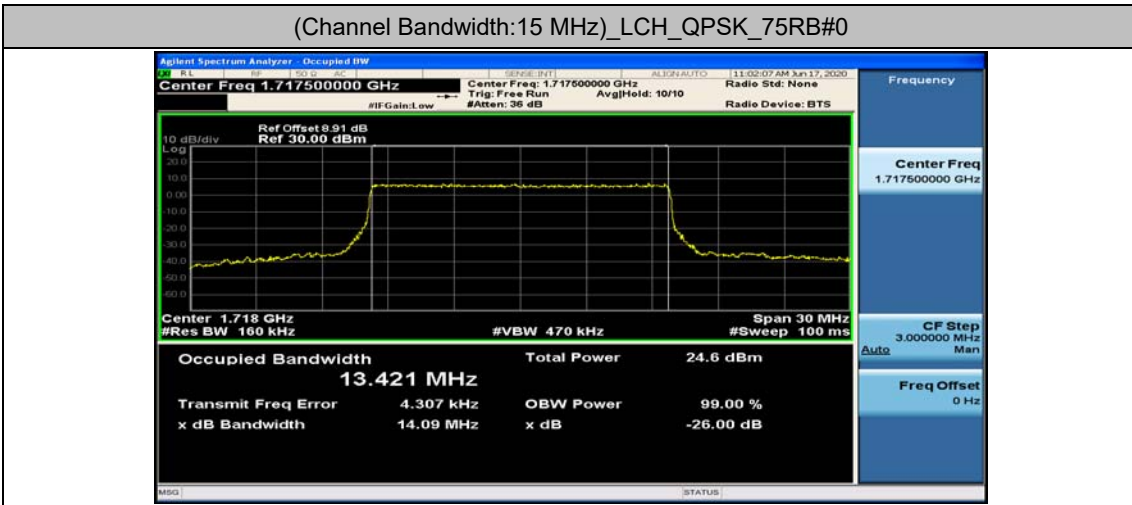 (Channel Bandwidth:15 MHz)_LCH_QPSK_75RB#0
Agilent Spectrum Analyzer - Occupied BW
RL RF 50 Ω AC SENSE:INT ALIGN AUTO 11:02:07 AM Jun 17, 2020
Center Freq 1.717500000 GHz
Center Freq: 1.717500000 GHz
Radio Std: None
Trig: Free Run Avg|Hold: 10/10
#IFGain:Low
#Atten: 36 dB
Radio Device: BTS
Frequency
Ref Offset 8.91 dB
10 dB/div Ref 30.00 dBm
Log
20.0
10.0
0.00
-10.0
-20.0
-30.0
-40.0
-50.0
-60.0
Center Freq
1.717500000 GHz
Center 1.718 GHz Span 30 MHz
#Res BW 160 kHz #VBW 470 kHz #Sweep 100 ms
CF Step
3.000000 MHz
Auto Man
Occupied Bandwidth Total Power 24.6 dBm
13.421 MHz
Transmit Freq Error 4.307 kHz OBW Power 99.00 %
x dB Bandwidth 14.09 MHz x dB -26.00 dB
Freq Offset
0 Hz
MSG STATUS